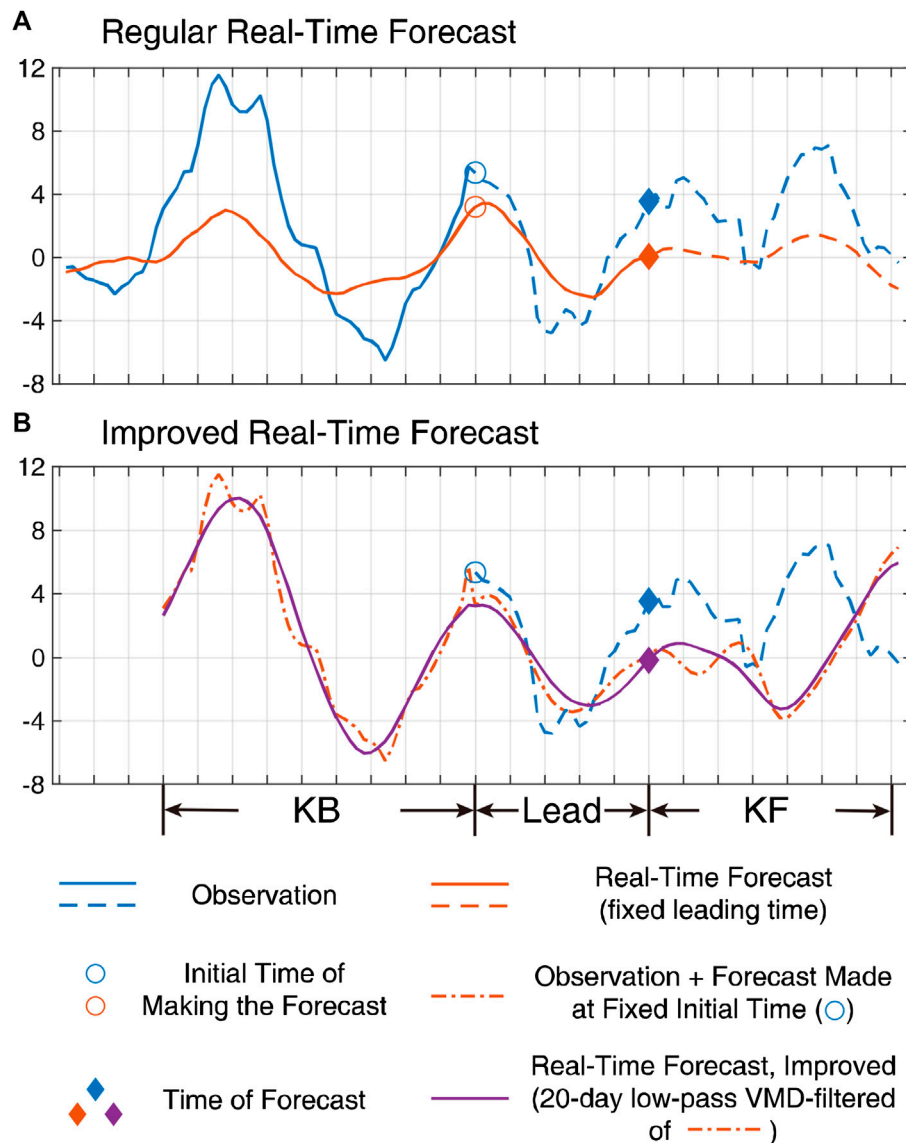 A Regular Real-Time Forecast
12
8
4
0
-4
-8
B Improved Real-Time Forecast
12
8
4
0
-4
-8
KB Lead KF
Observation
Real-Time Forecast
(fixed leading time)
Initial Time of
Making the Forecast
Observation + Forecast Made
at Fixed Initial Time (○)
Time of Forecast
Real-Time Forecast, Improved
(20-day low-pass VMD-filtered
of )